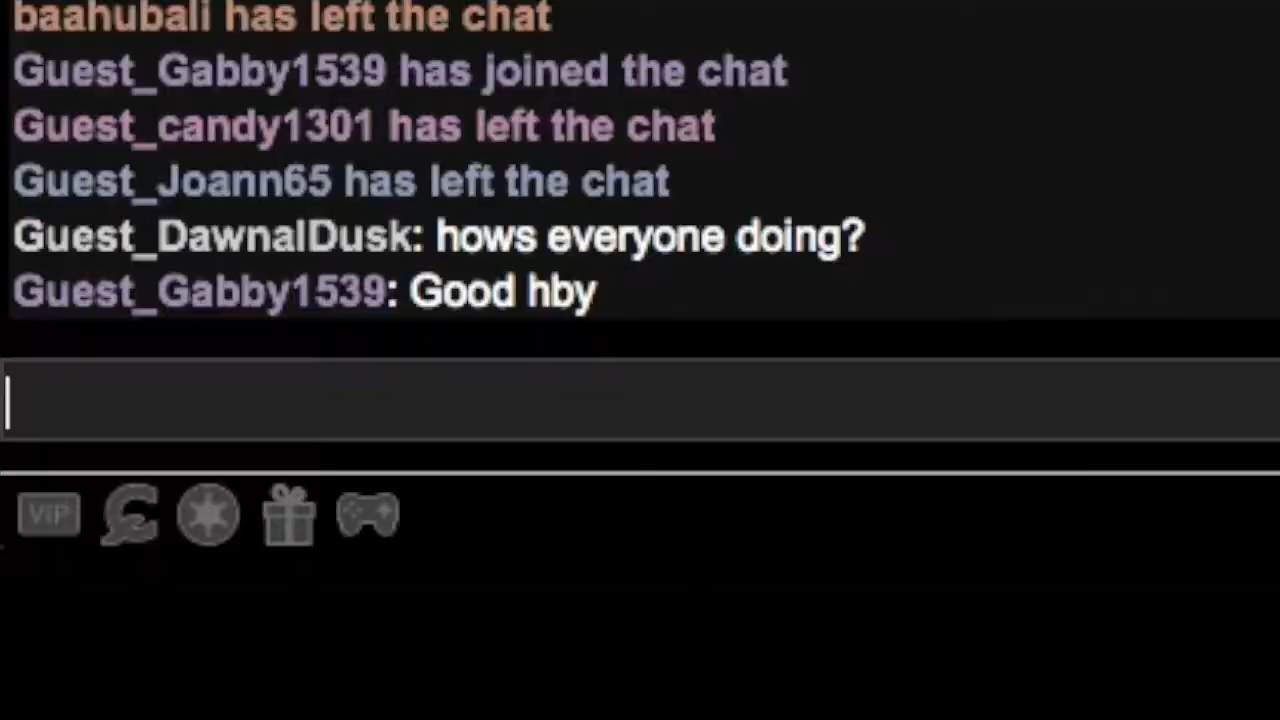 baahubali has left the chat
Guest_Gabby1539 has joined the chat
Guest_candy1301 has left the chat
Guest_Joann65 has left the chat
Guest_DawnalDusk: hows everyone doing?
Guest_Gabby1539: Good hby
VIP